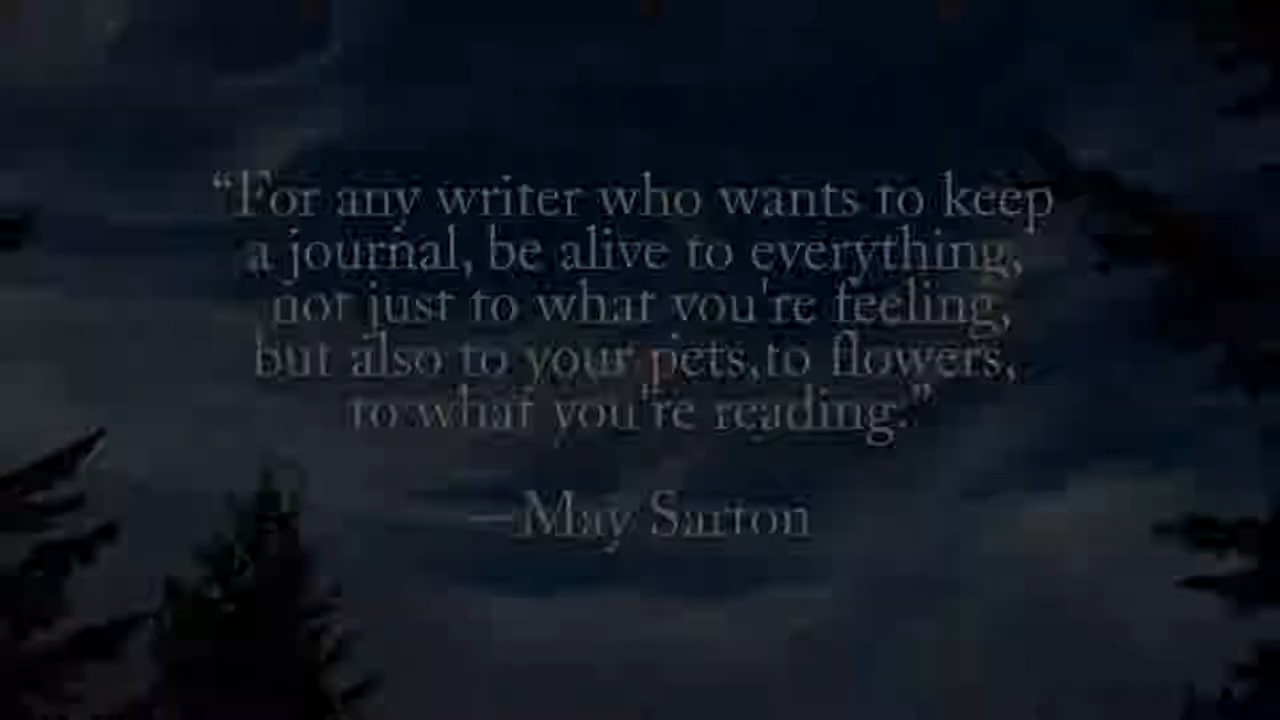 “For any writer who wants to keep
a journal, be alive to everything,
not just to what you're feeling,
but also to your pets,to flowers,
to what you're reading.”
—May Sarton